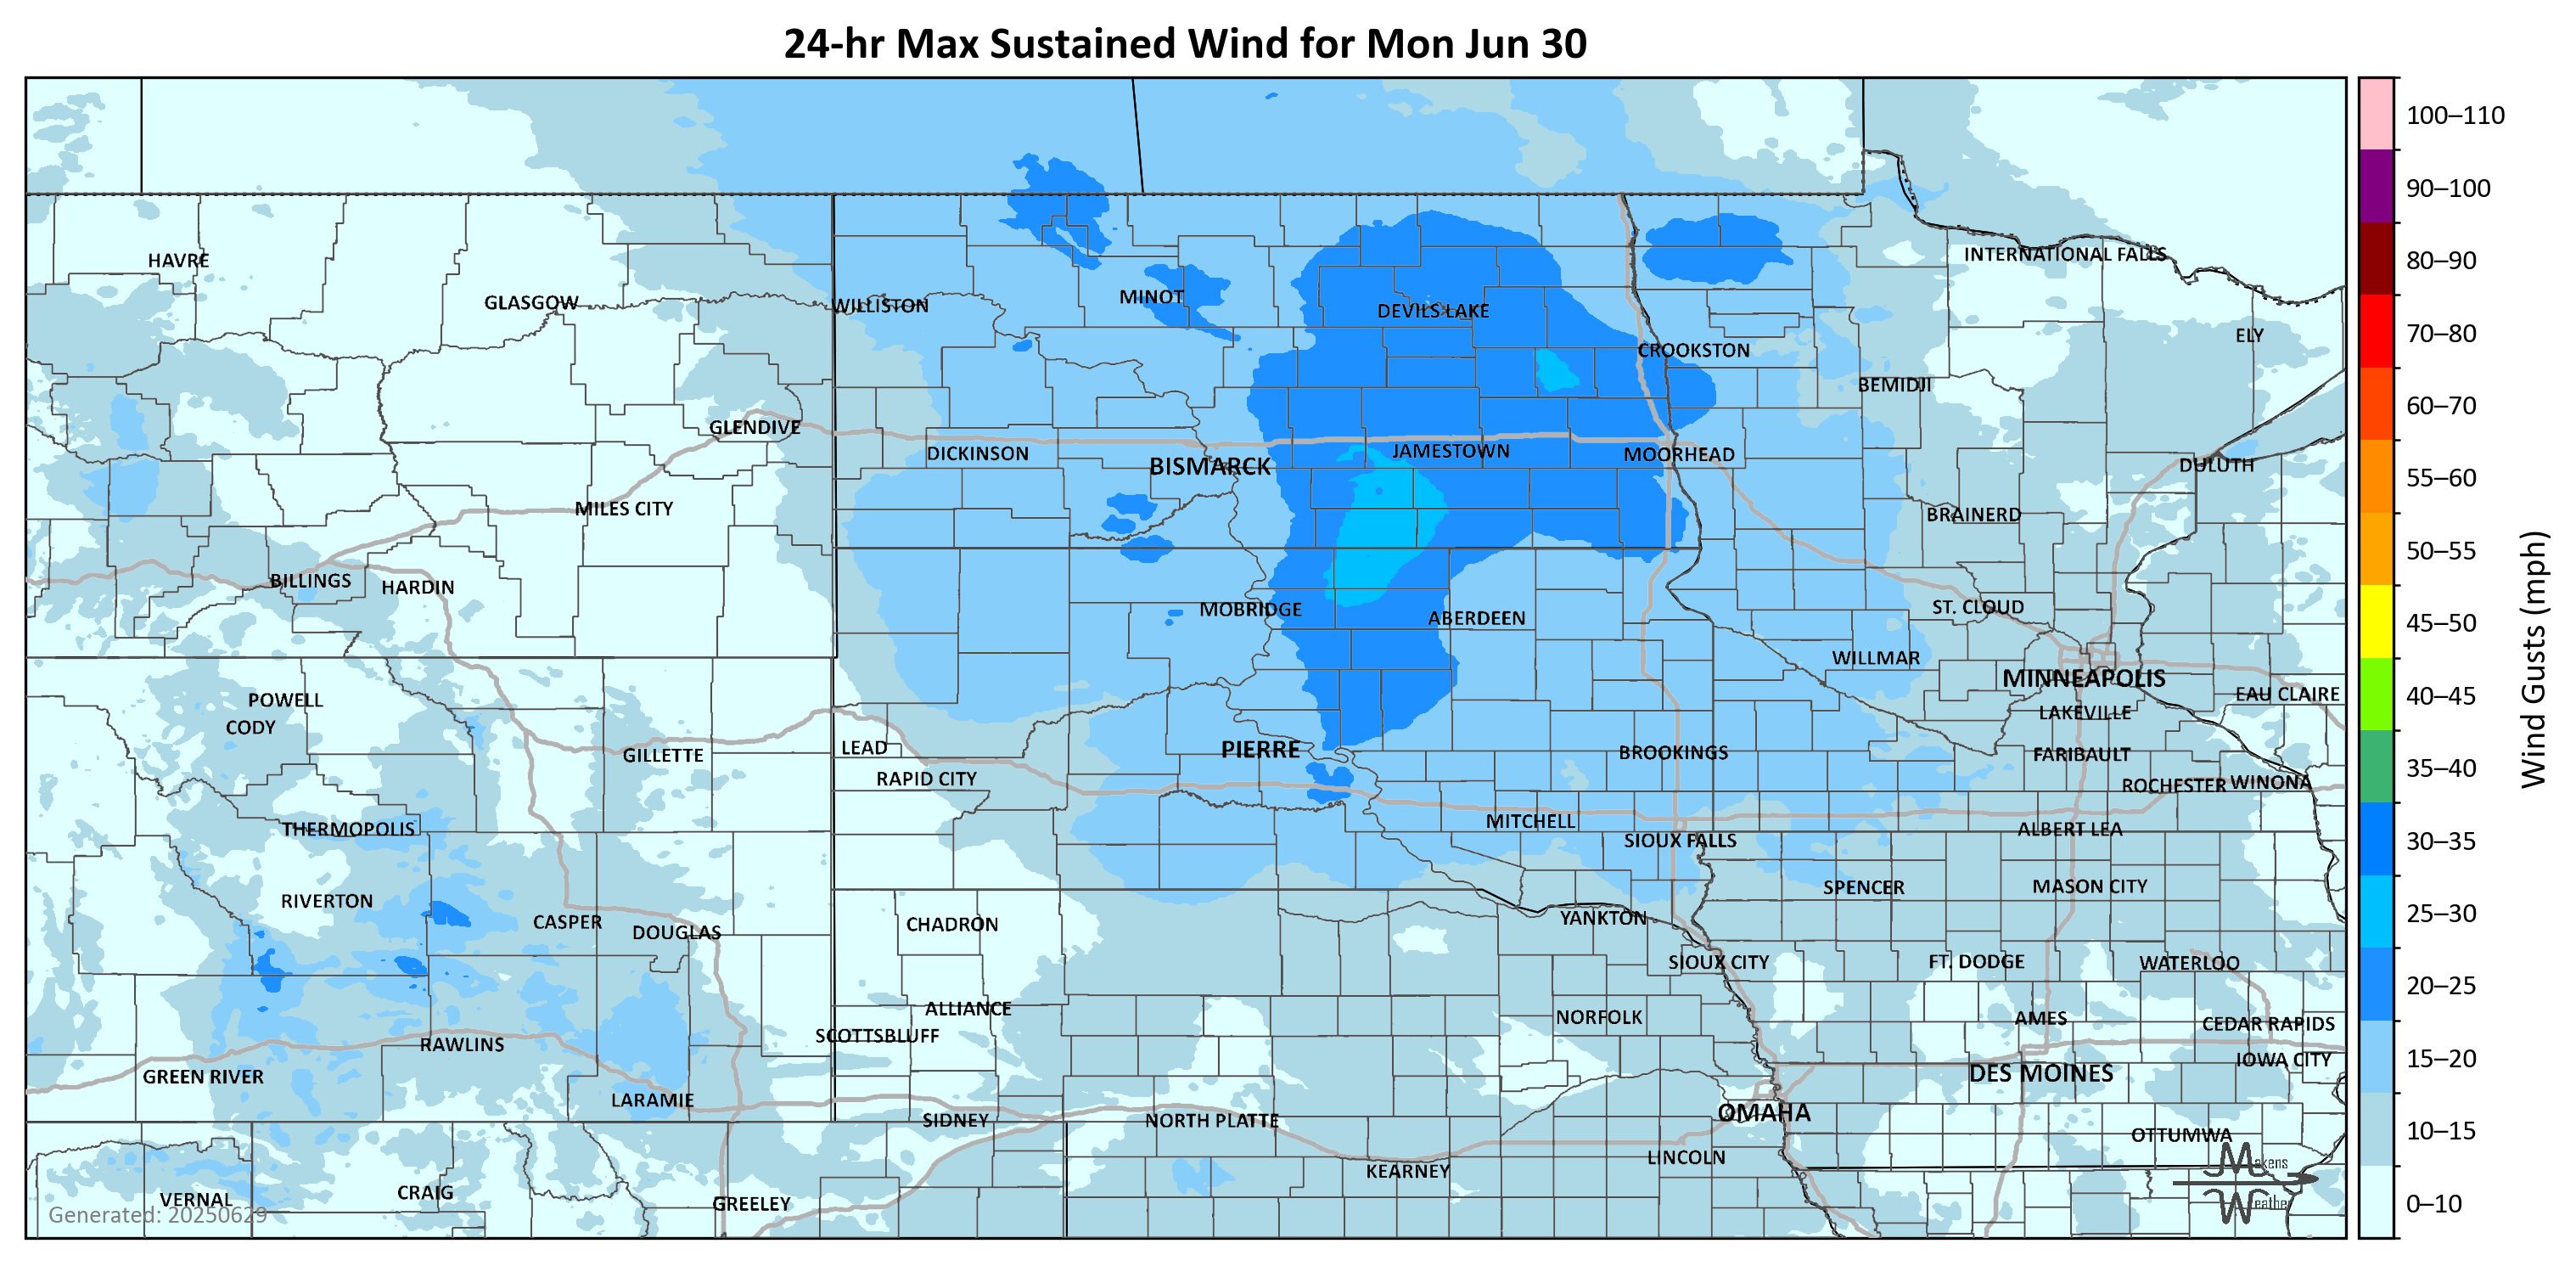 24-hr Max Sustained Wind for Mon Jun 30
100–110
90–100
80–90
70–80
60–70
55–60
50–55
45–50
40–45
35–40
30–35
25–30
20–25
15–20
10–15
0–10
Wind Gusts (mph)
HAVRE
GLASGOW
WILLISTON
MINOT
DEVILS LAKE
INTERNATIONAL FALLS
ELY
CROOKSTON
BEMIDJI
GLENDIVE
DICKINSON
BISMARCK
JAMESTOWN
MOORHEAD
DULUTH
MILES CITY
BRAINERD
BILLINGS
HARDIN
MOBRIDGE
ABERDEEN
ST. CLOUD
WILLMAR
MINNEAPOLIS
EAU CLAIRE
POWELL
CODY
LAKEVILLE
GILLETTE
LEAD
PIERRE
BROOKINGS
FARIBAULT
RAPID CITY
ROCHESTER
WINONA
THERMOPOLIS
MITCHELL
SIOUX FALLS
ALBERT LEA
RIVERTON
SPENCER
MASON CITY
CASPER
DOUGLAS
CHADRON
YANKTON
SIOUX CITY
FT. DODGE
WATERLOO
ALLIANCE
NORFOLK
AMES
CEDAR RAPIDS
RAWLINS
SCOTTSBLUFF
IOWA CITY
GREEN RIVER
DES MOINES
LARAMIE
SIDNEY
NORTH PLATTE
OMAHA
OTTUMWA
KEARNEY
LINCOLN
VERNAL
CRAIG
GREELEY
Makens
Weather
Generated: 20250629